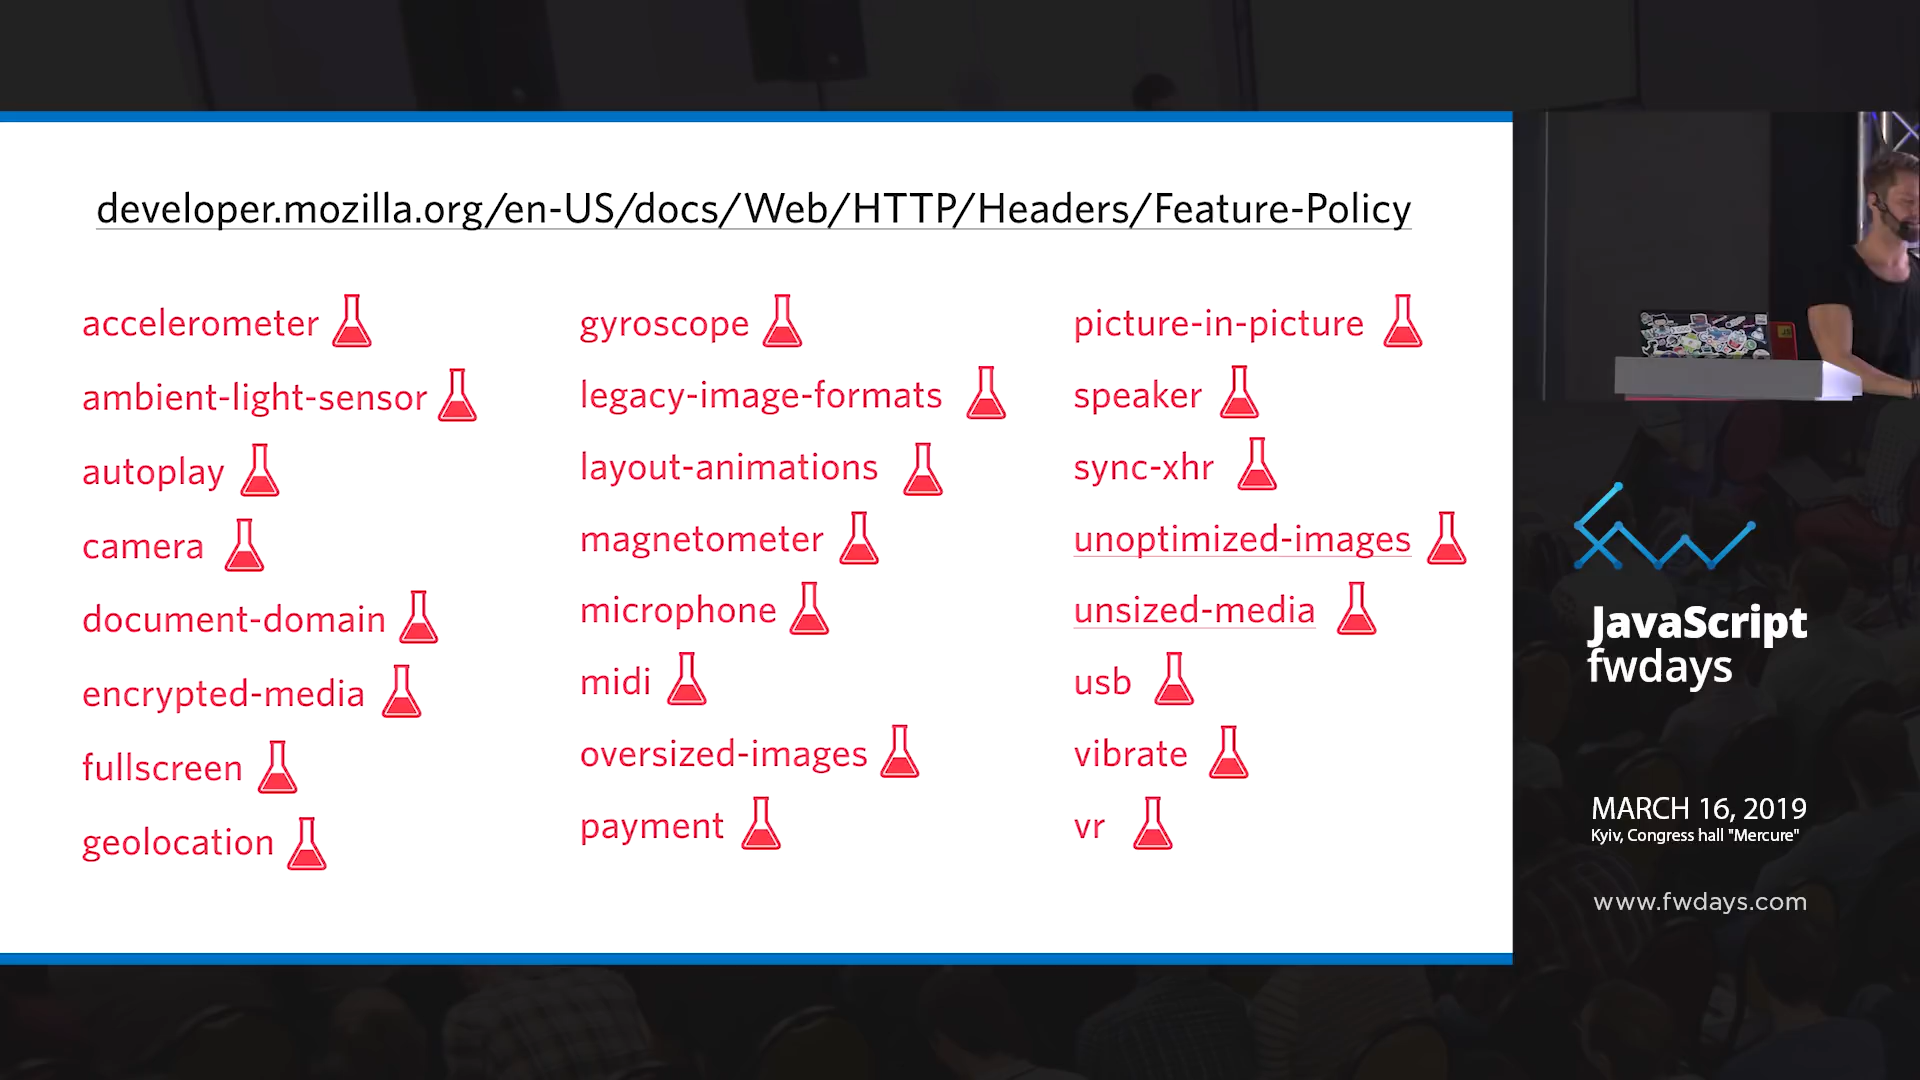 developer.mozilla.org/en-US/docs/Web/HTTP/Headers/Feature-Policy
accelerometer
ambient-light-sensor
autoplay
camera
document-domain
encrypted-media
fullscreen
geolocation
gyroscope
legacy-image-formats
layout-animations
magnetometer
microphone
midi
oversized-images
payment
picture-in-picture
speaker
sync-xhr
unoptimized-images
unsized-media
usb
vibrate
vr
JS
fw
JavaScript
fwdays
MARCH 16, 2019
Kyiv, Congress hall "Mercure"
www.fwdays.com